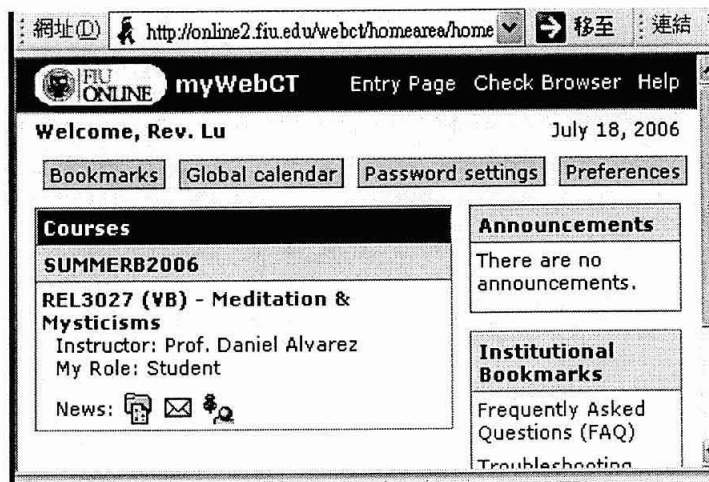 網址(D) http://online2.fiu.edu/webct/homearea/home 移至 連結
FIU ONLINE myWebCT Entry Page Check Browser Help
Welcome, Rev. Lu July 18, 2006
Bookmarks Global calendar Password settings Preferences
Courses
SUMMERB2006
REL3027 (VB) - Meditation &
Mysticisms
Instructor: Prof. Daniel Alvarez
My Role: Student
News:
Announcements
There are no
announcements.
Institutional
Bookmarks
Frequently Asked
Questions (FAQ)
Troubleshooting